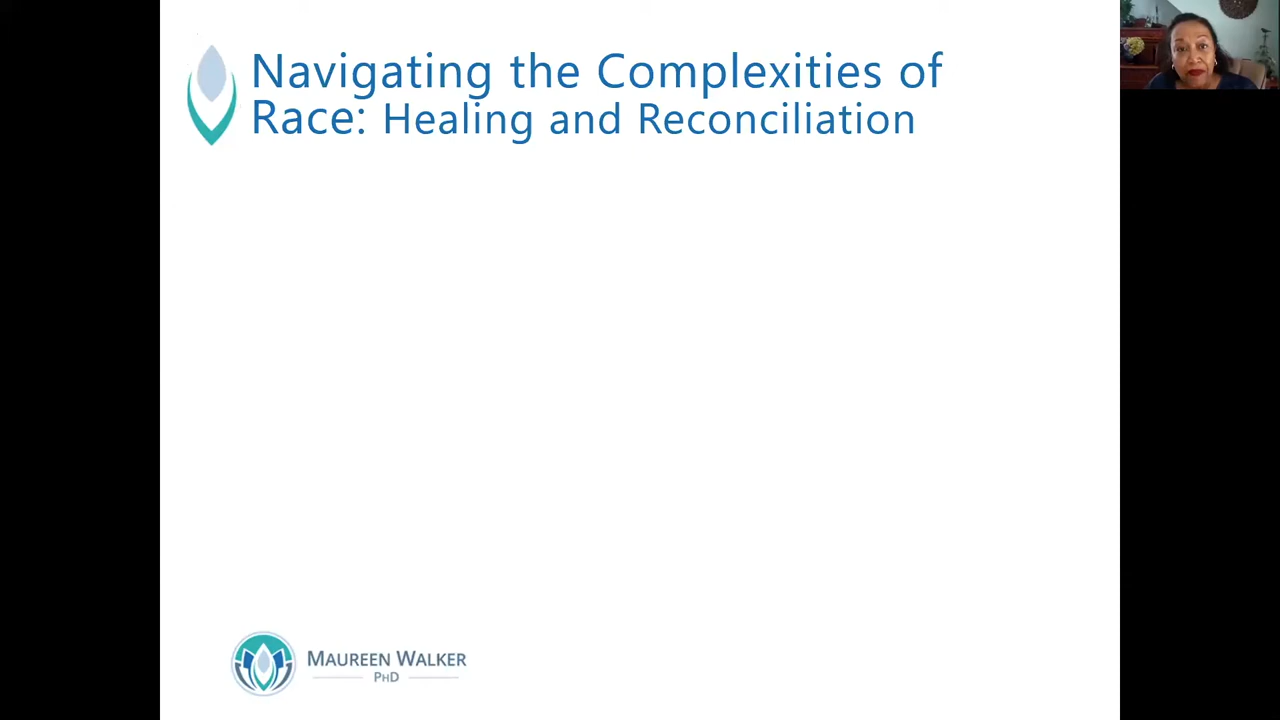 Navigating the Complexities of
Race: Healing and Reconciliation
MAUREEN WALKER
PHD